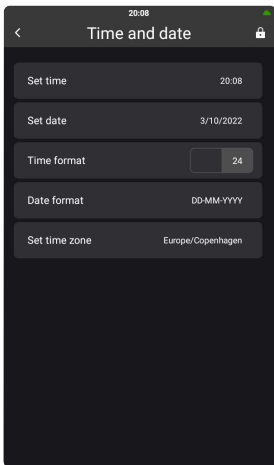 20:08
Time and date
Set time 20:08
Set date 3/10/2022
Time format 24
Date format DD-MM-YYYY
Set time zone Europe/Copenhagen